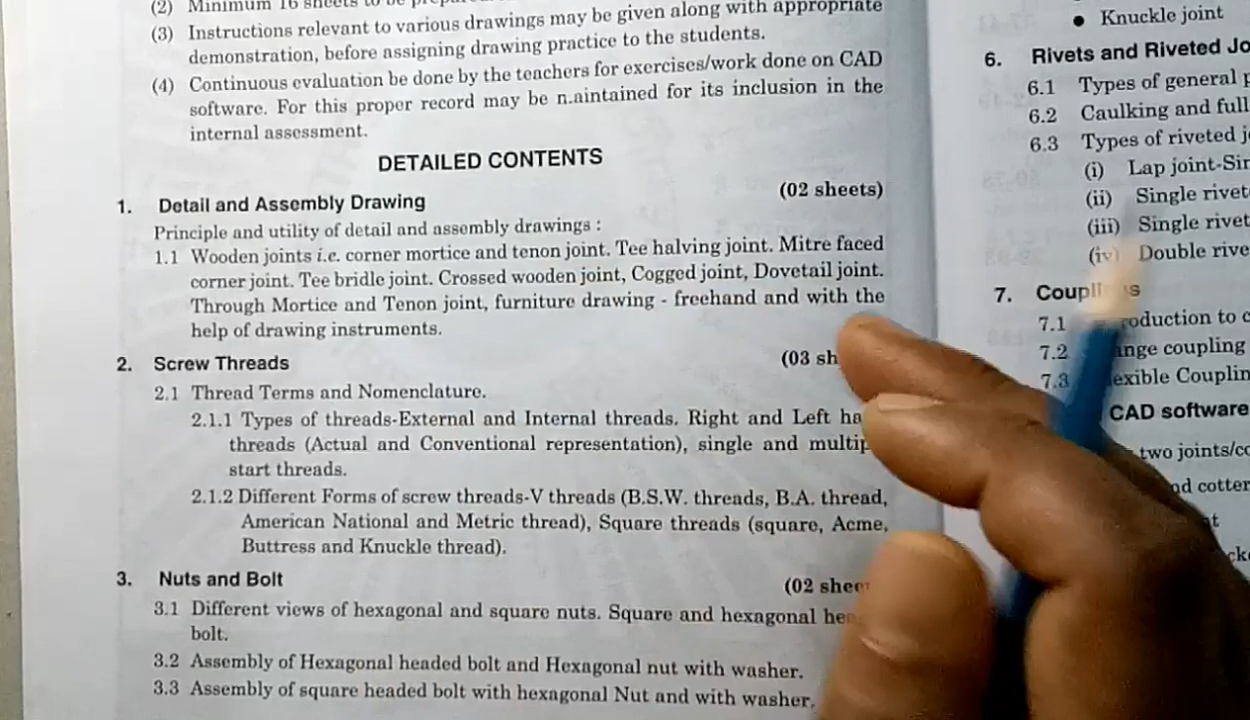 (2) Minimum 16 sheets to be
(3) Instructions relevant to various drawings may be given along with appropriate
demonstration, before assigning drawing practice to the students.
(4) Continuous evaluation be done by the teachers for exercises/work done on CAD
software. For this proper record may be n.aintained for its inclusion in the
internal assessment.
DETAILED CONTENTS
1. Detail and Assembly Drawing (02 sheets)
Principle and utility of detail and assembly drawings :
1.1 Wooden joints i.e. corner mortice and tenon joint. Tee halving joint. Mitre faced
corner joint. Tee bridle joint. Crossed wooden joint, Cogged joint, Dovetail joint.
Through Mortice and Tenon joint, furniture drawing - freehand and with the
help of drawing instruments.
2. Screw Threads (03 sh
2.1 Thread Terms and Nomenclature.
2.1.1 Types of threads-External and Internal threads. Right and Left ha
threads (Actual and Conventional representation), single and multip
start threads.
2.1.2 Different Forms of screw threads-V threads (B.S.W. threads, B.A. thread,
American National and Metric thread), Square threads (square, Acme,
Buttress and Knuckle thread).
3. Nuts and Bolt (02 shee
3.1 Different views of hexagonal and square nuts. Square and hexagonal he
bolt.
3.2 Assembly of Hexagonal headed bolt and Hexagonal nut with washer.
3.3 Assembly of square headed bolt with hexagonal Nut and with washer.
• Knuckle joint
6. Rivets and Riveted Jo
6.1 Types of general p
6.2 Caulking and full
6.3 Types of riveted j
(i) Lap joint-Sin
(ii) Single rivet
(iii) Single rivet
(iv) Double rive
7. Coupli s
7.1 oduction to c
7.2 ange coupling
7.3 exible Couplin
CAD software
two joints/co
nd cotter